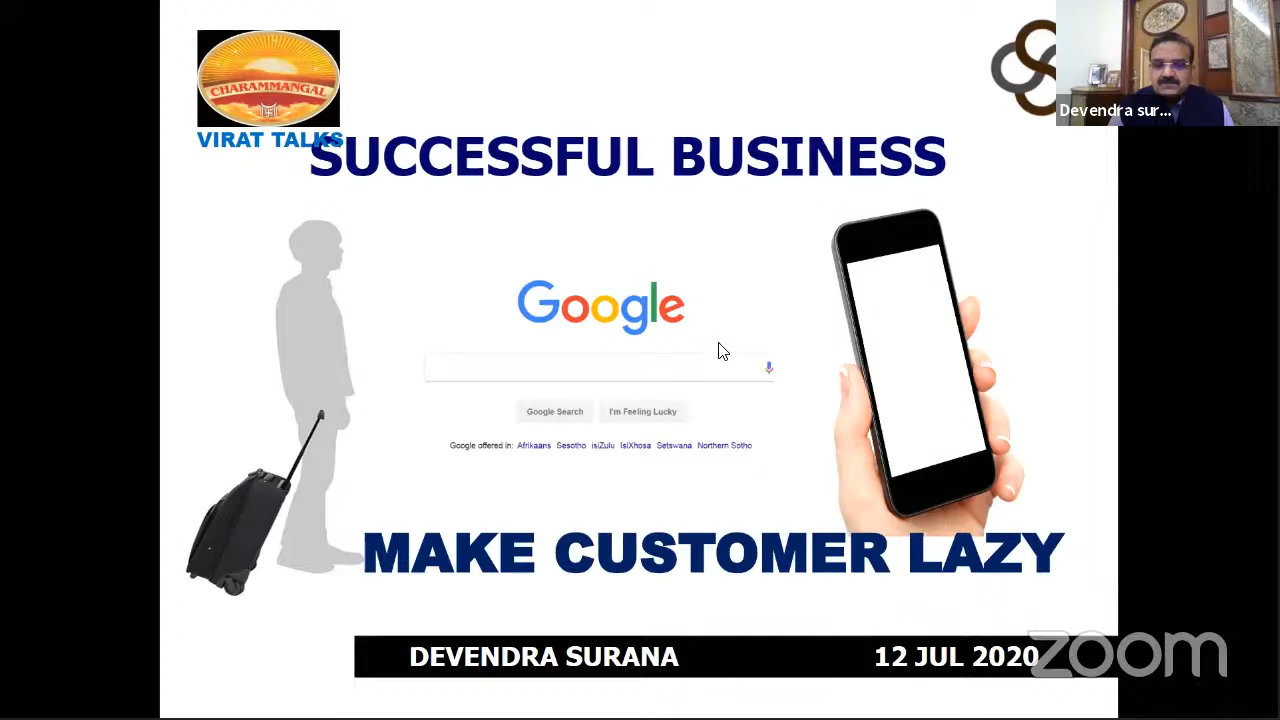 CHARAMMANGAL
VIRAT TALKS
Devendra sur...
SUCCESSFUL BUSINESS
Google
Google Search I'm Feeling Lucky
Google offered in: Afrikaans Sesotho isiZulu IsiXhosa Setswana Northern Sotho
MAKE CUSTOMER LAZY
DEVENDRA SURANA 12 JUL 2020
zoom